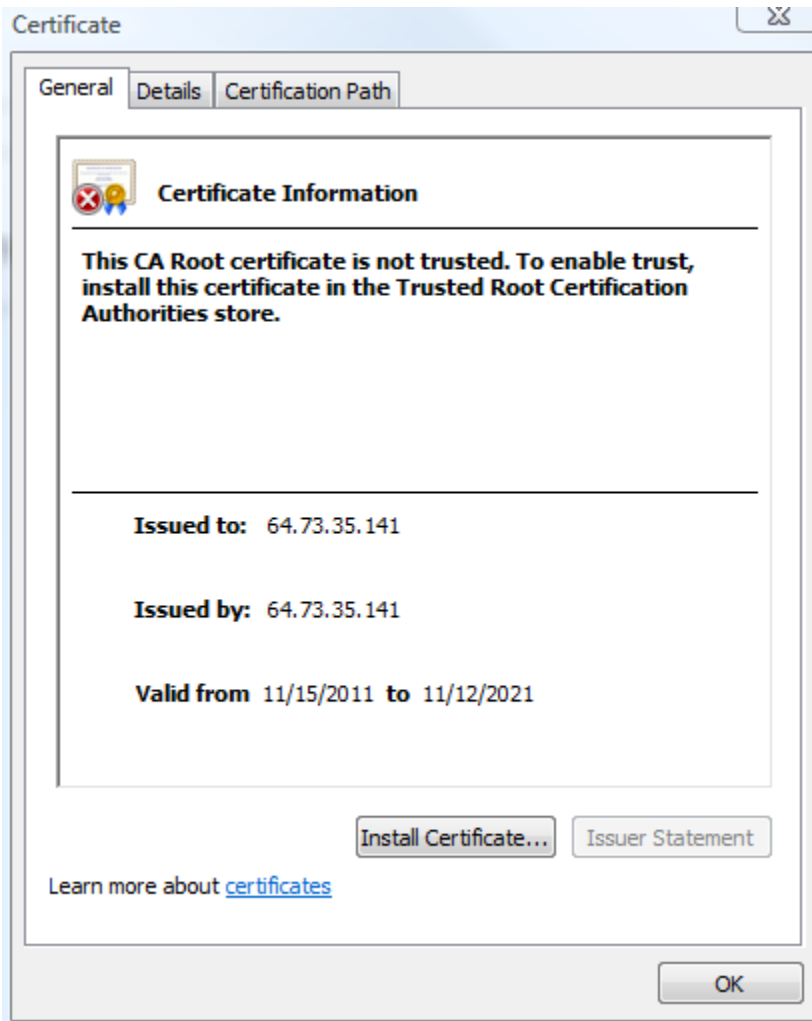 Certificate
General Details Certification Path
Certificate Information
This CA Root certificate is not trusted. To enable trust,
install this certificate in the Trusted Root Certification
Authorities store.
Issued to: 64.73.35.141
Issued by: 64.73.35.141
Valid from 11/15/2011 to 11/12/2021
Install Certificate... Issuer Statement
Learn more about certificates
OK